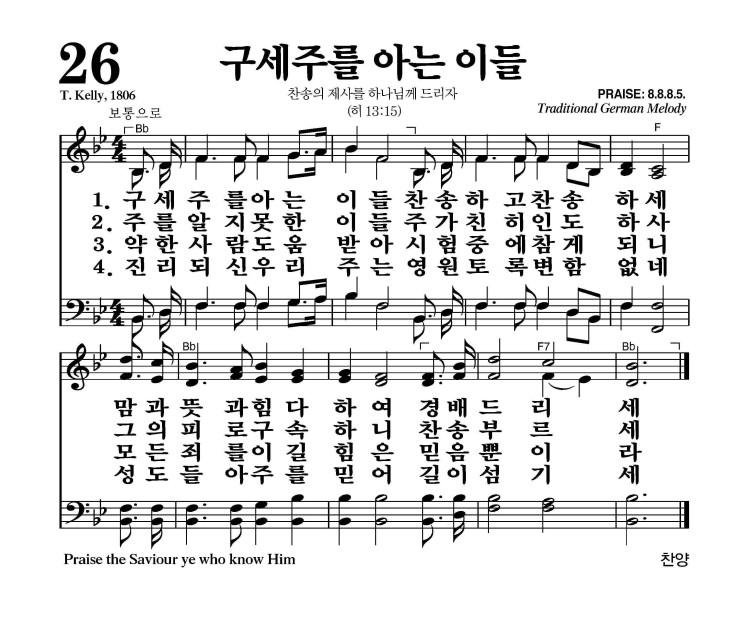 26
구세주를 아는 이들
T. Kelly, 1806
찬송의 제사를 하나님께 드리자
PRAISE: 8.8.8.5.
(히 13:15)
Traditional German Melody
보통으로
Bb
F
1. 구 세 주 를 아 는 이 들 찬 송 하 고 찬 송 하 세
2. 주 를 알 지 못 한 이 들 주 가 친 히 인 도 하 사
3. 약 한 사 람 도 움 받 아 시 험 중 에 참 게 되 니
4. 진 리 되 신 우 리 주 는 영 원 토 록 변 함 없 네
Bb
Bb
F7
Bb
맘 과 뜻 과 힘 다 하 여 경 배 드 리 세
그 의 피 로 구 속 하 니 찬 송 부 르 세
모 든 죄 를 이 길 힘 은 믿 음 뿐 이 라
성 도 들 아 주 를 믿 어 길 이 섬 기 세
Praise the Saviour ye who know Him
찬양